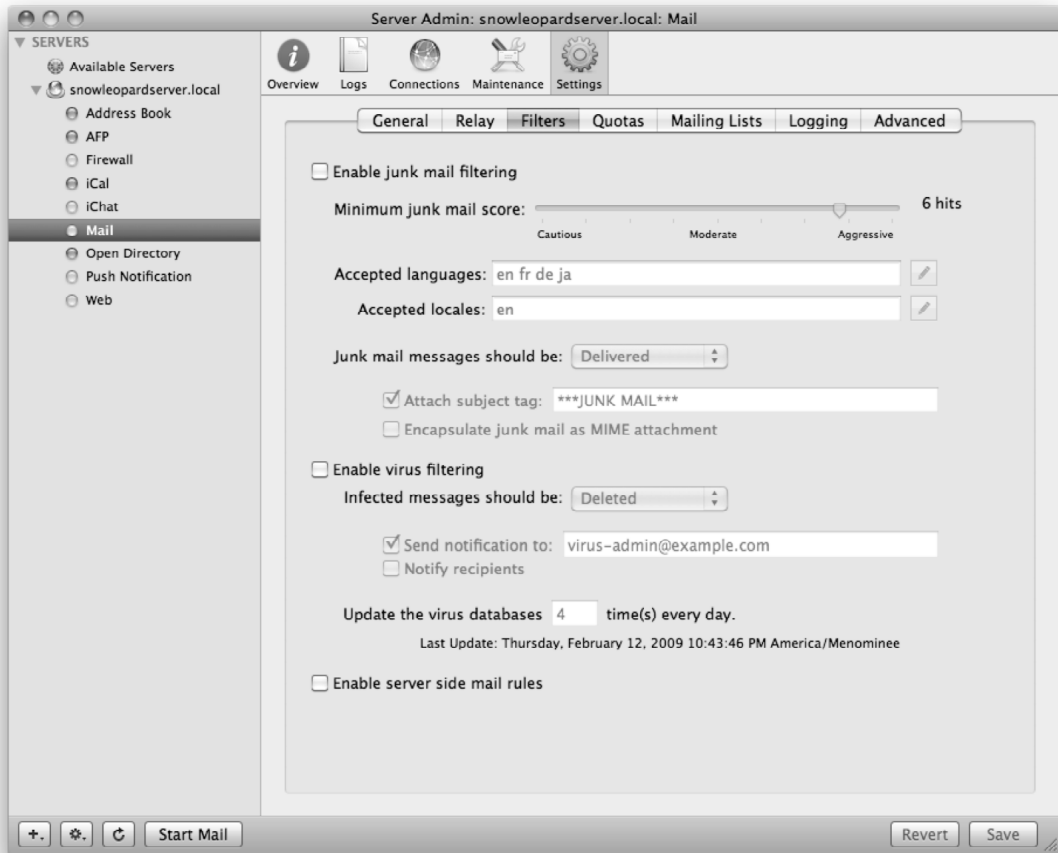 Server Admin: snowleopardserver.local: Mail
SERVERS
Available Servers
snowleopardserver.local
Address Book
AFP
Firewall
iCal
iChat
Mail
Open Directory
Push Notification
Web
Overview Logs Connections Maintenance Settings
General Relay Filters Quotas Mailing Lists Logging Advanced
Enable junk mail filtering
Minimum junk mail score: 6 hits
Cautious Moderate Aggressive
Accepted languages: en fr de ja
Accepted locales: en
Junk mail messages should be: Delivered
Attach subject tag: ***JUNK MAIL***
Encapsulate junk mail as MIME attachment
Enable virus filtering
Infected messages should be: Deleted
Send notification to: virus-admin@example.com
Notify recipients
Update the virus databases 4 time(s) every day.
Last Update: Thursday, February 12, 2009 10:43:46 PM America/Menominee
Enable server side mail rules
Start Mail Revert Save